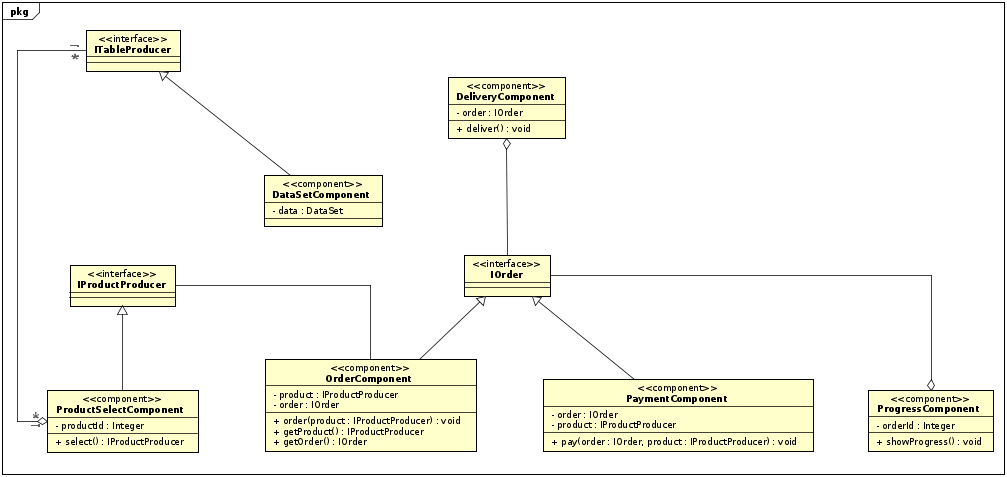 pkg
<<interface>>
ITableProducer
*
<<component>>
DeliveryComponent
- order : IOrder
+ deliver() : void
<<component>>
DataSetComponent
- data : DataSet
<<interface>>
IProductProducer
<<interface>>
IOrder
<<component>>
ProductSelectComponent
- productId : Integer
+ select() : IProductProducer
*
<<component>>
OrderComponent
- product : IProductProducer
- order : IOrder
+ order(product : IProductProducer) : void
+ getProduct() : IProductProducer
+ getOrder() : IOrder
<<component>>
PaymentComponent
- order : IOrder
- product : IProductProducer
+ pay(order : IOrder, product : IProductProducer) : void
<<component>>
ProgressComponent
- orderId : Integer
+ showProgress() : void